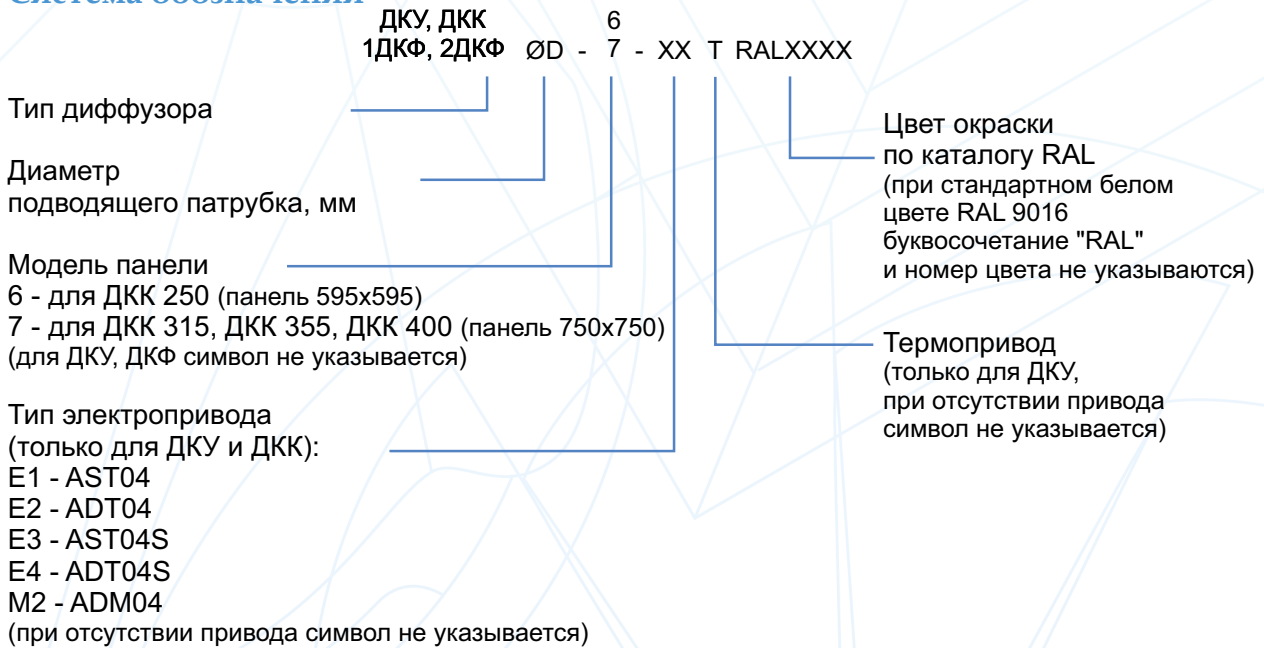 Система обозначения
ДКУ, ДКК 6
1ДКФ, 2ДКФ ØD - 7 - XX T RALXXXX
Тип диффузора
Диаметр
подводящего патрубка, мм
Модель панели
6 - для ДКК 250 (панель 595x595)
7 - для ДКК 315, ДКК 355, ДКК 400 (панель 750x750)
(для ДКУ, ДКФ символ не указывается)
Тип электропривода
(только для ДКУ и ДКК):
E1 - AST04
E2 - ADT04
E3 - AST04S
E4 - ADT04S
M2 - ADM04
(при отсутствии привода символ не указывается)
Цвет окраски
по каталогу RAL
(при стандартном белом
цвете RAL 9016
буквосочетание "RAL"
и номер цвета не указываются)
Термопривод
(только для ДКУ,
при отсутствии привода
символ не указывается)